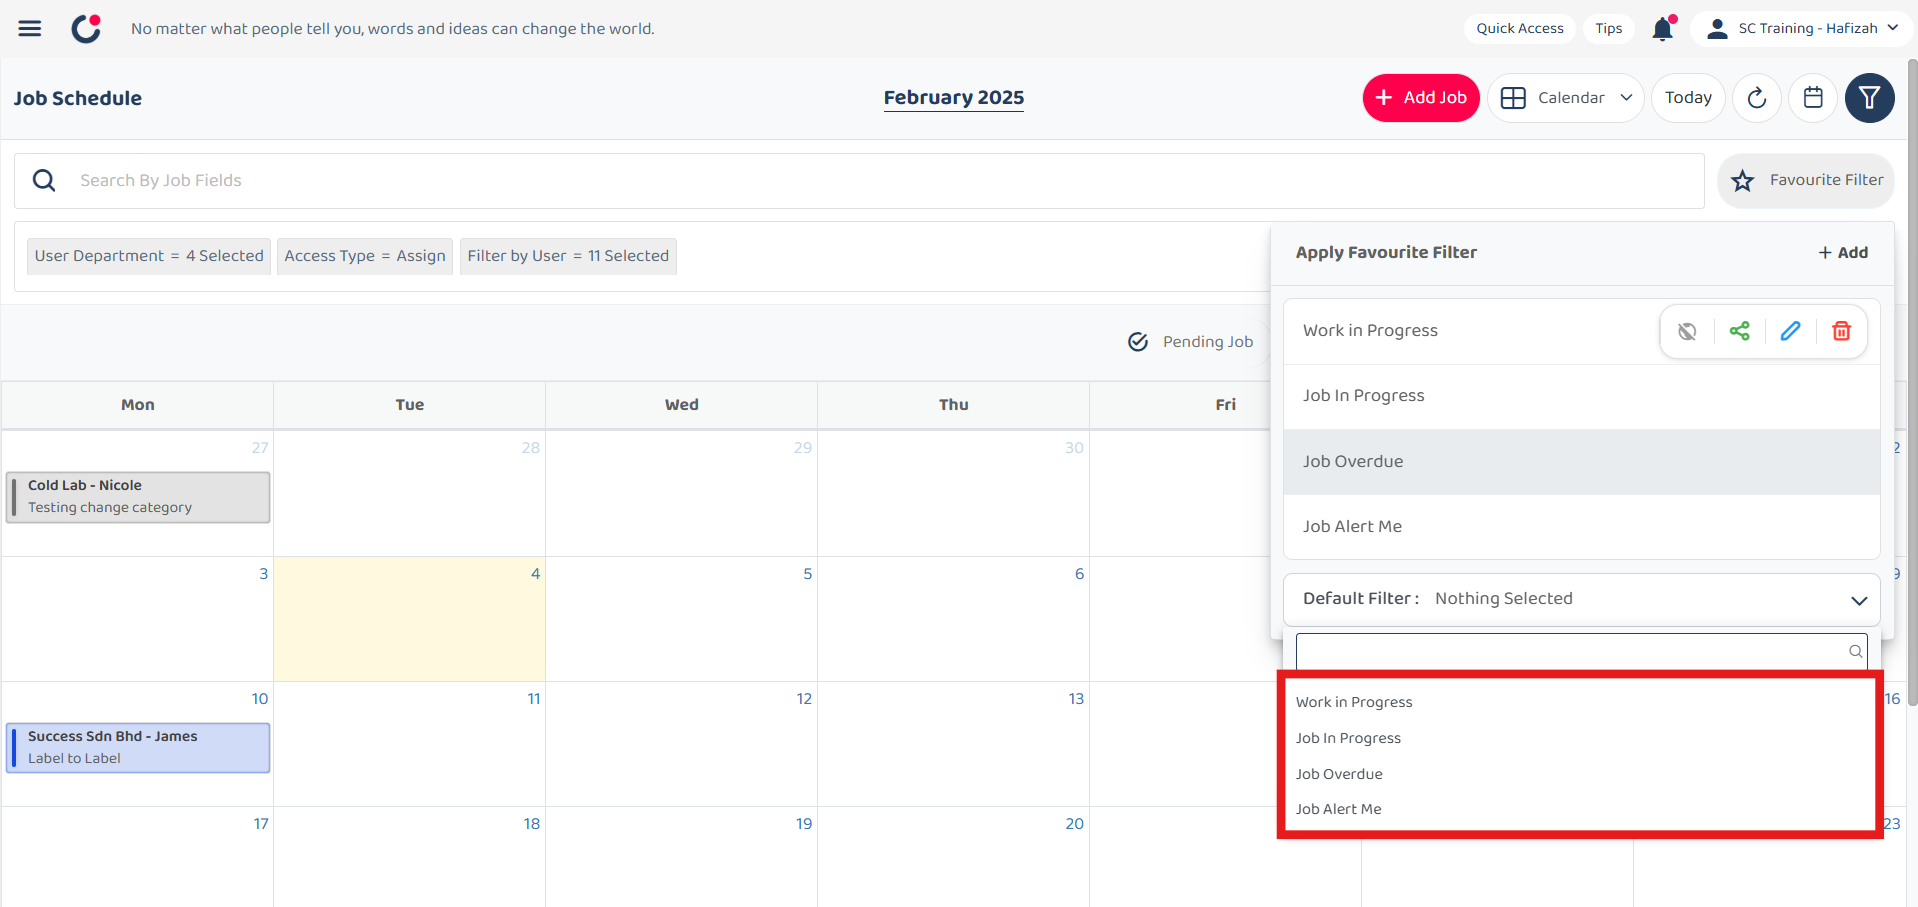 No matter what people tell you, words and ideas can change the world.
Quick Access
Tips
SC Training - Hafizah
Job Schedule
February 2025
+ Add Job
Calendar
Today
Search By Job Fields
Favourite Filter
User Department = 4 Selected
Access Type = Assign
Filter by User = 11 Selected
Apply Favourite Filter
+ Add
Work in Progress
Job In Progress
Job Overdue
Job Alert Me
Default Filter : Nothing Selected
Work in Progress
Job In Progress
Job Overdue
Job Alert Me
Pending Job
Mon Tue Wed Thu Fri
27 28 29 30 2
Cold Lab - Nicole
Testing change category
3 4 5 6 9
10 11 12 13 16
Success Sdn Bhd - James
Label to Label
17 18 19 20 23